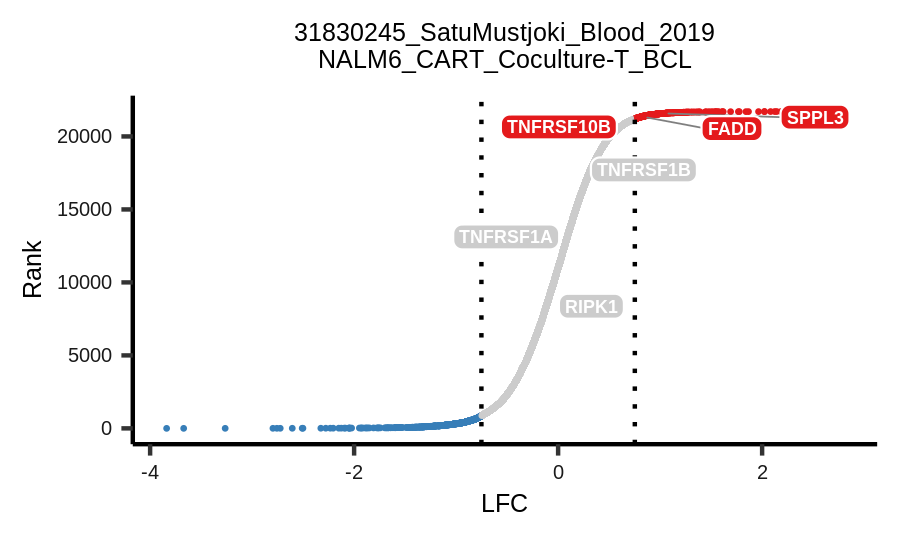 31830245_SatuMustjoki_Blood_2019
NALM6_CART_Coculture-T_BCL
Rank
20000
15000
10000
5000
0
TNFRSF10B
FADD
SPPL3
TNFRSF1B
TNFRSF1A
RIPK1
-4
-2
0
2
LFC